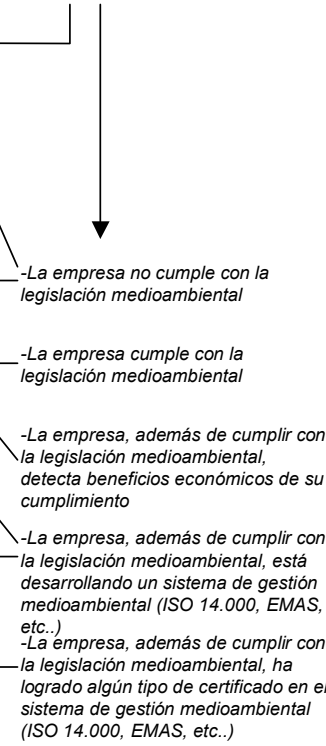 -La empresa no cumple con la
legislación medioambiental
-La empresa cumple con la
legislación medioambiental
-La empresa, además de cumplir con
la legislación medioambiental,
detecta beneficios económicos de su
cumplimiento
-La empresa, además de cumplir con
la legislación medioambiental, está
desarrollando un sistema de gestión
medioambiental (ISO 14.000, EMAS,
etc..)
-La empresa, además de cumplir con
la legislación medioambiental, ha
logrado algún tipo de certificado en el
sistema de gestión medioambiental
(ISO 14.000, EMAS, etc..)